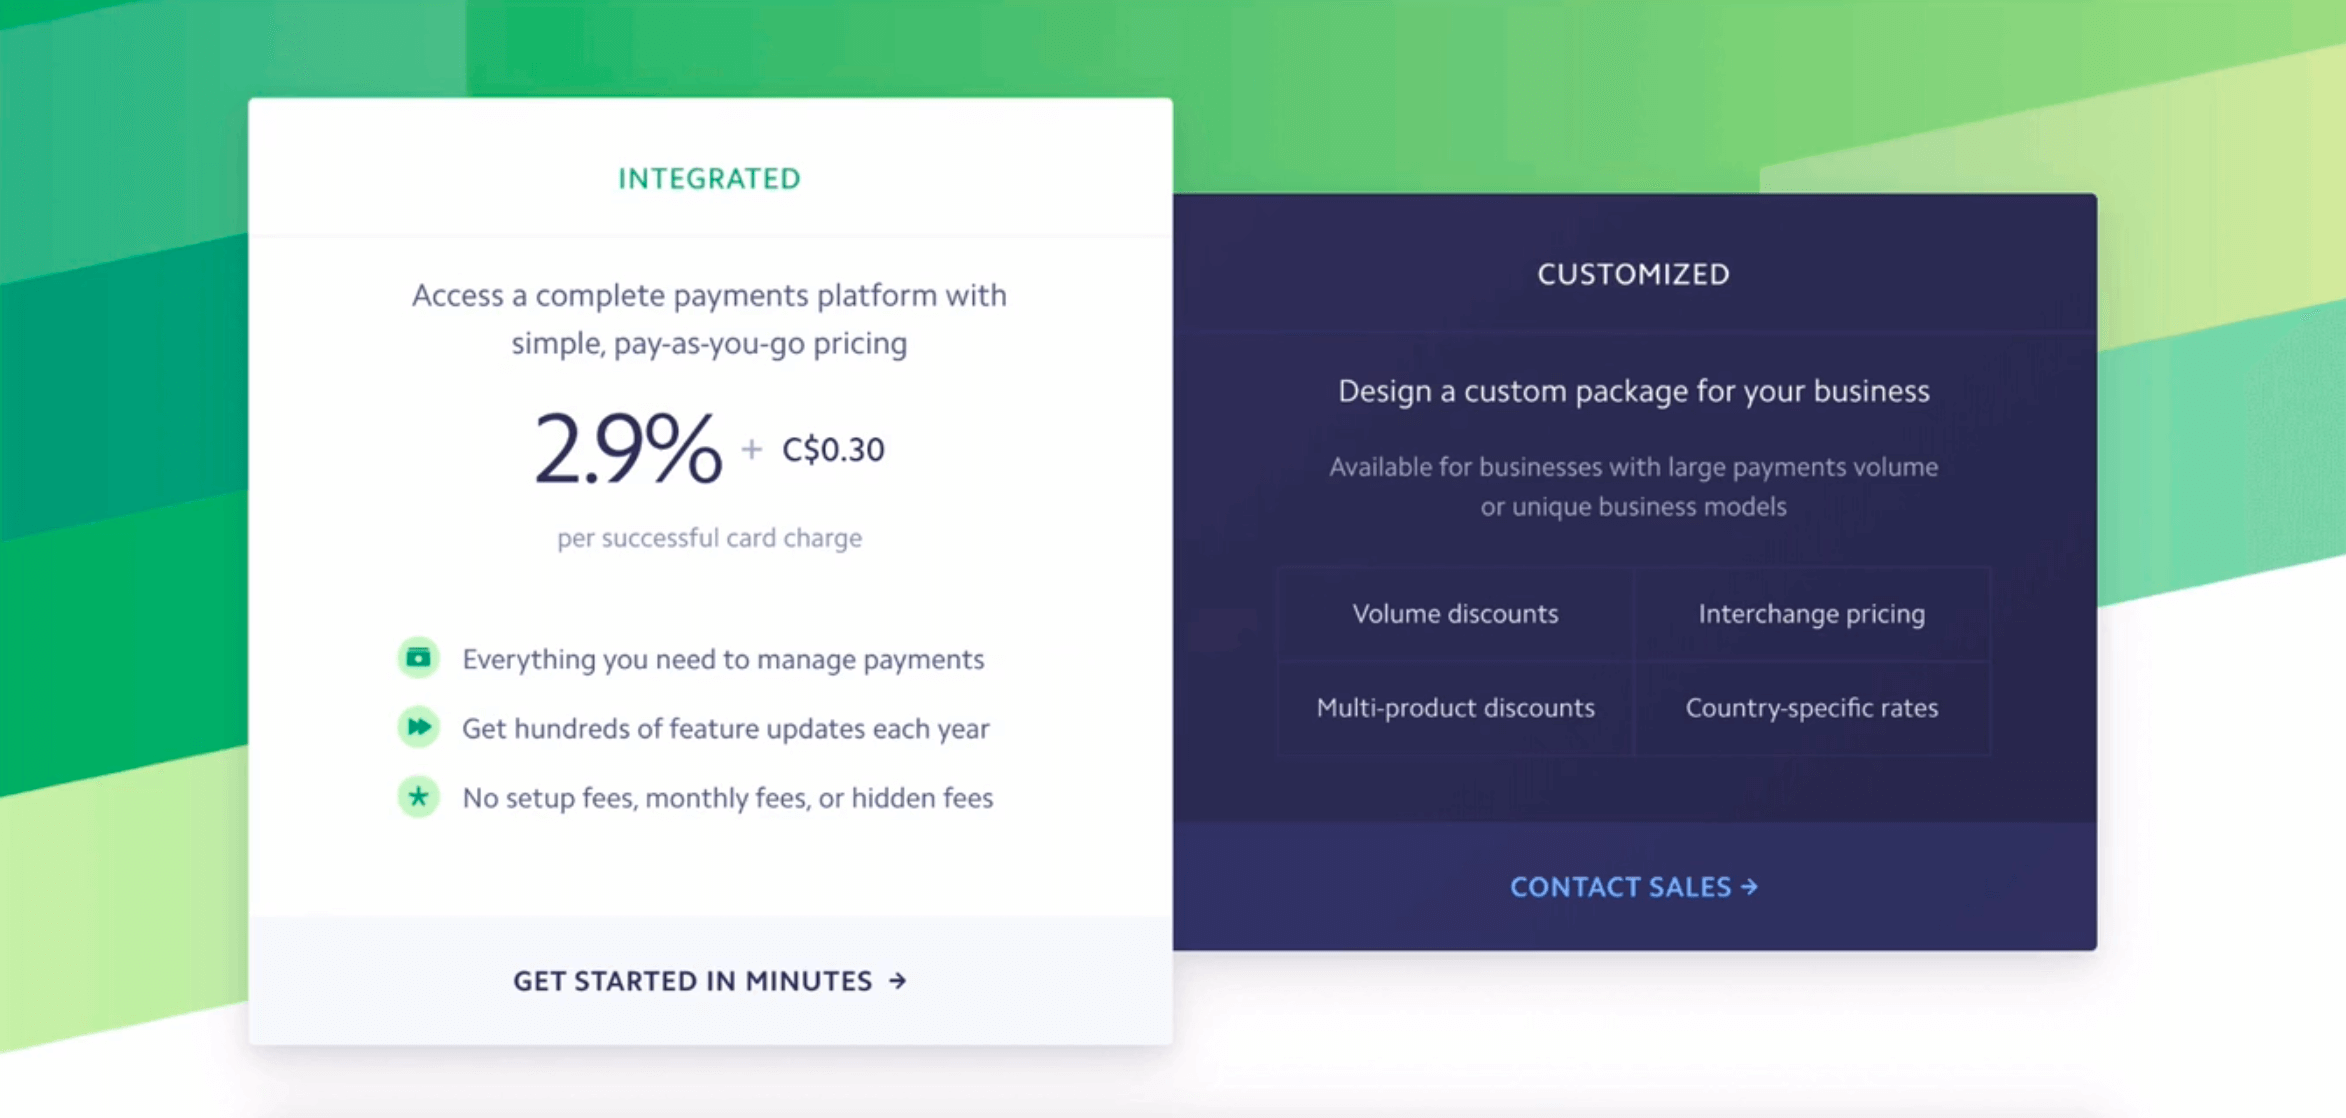 INTEGRATED
Access a complete payments platform with
simple, pay-as-you-go pricing
2.9% + C$0.30
per successful card charge
Everything you need to manage payments
Get hundreds of feature updates each year
No setup fees, monthly fees, or hidden fees
GET STARTED IN MINUTES →
CUSTOMIZED
Design a custom package for your business
Available for businesses with large payments volume
or unique business models
Volume discounts
Interchange pricing
Multi-product discounts
Country-specific rates
CONTACT SALES →